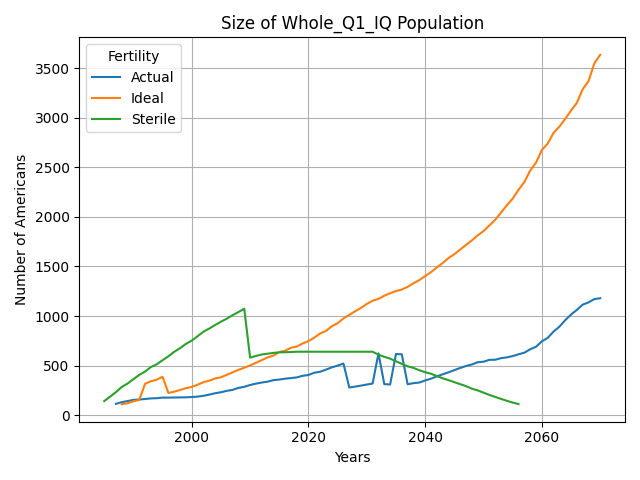 Size of Whole_Q1_IQ Population
Fertility
Actual
Ideal
Sterile
Number of Americans
3500
3000
2500
2000
1500
1000
500
0
2000
2020
2040
2060
Years